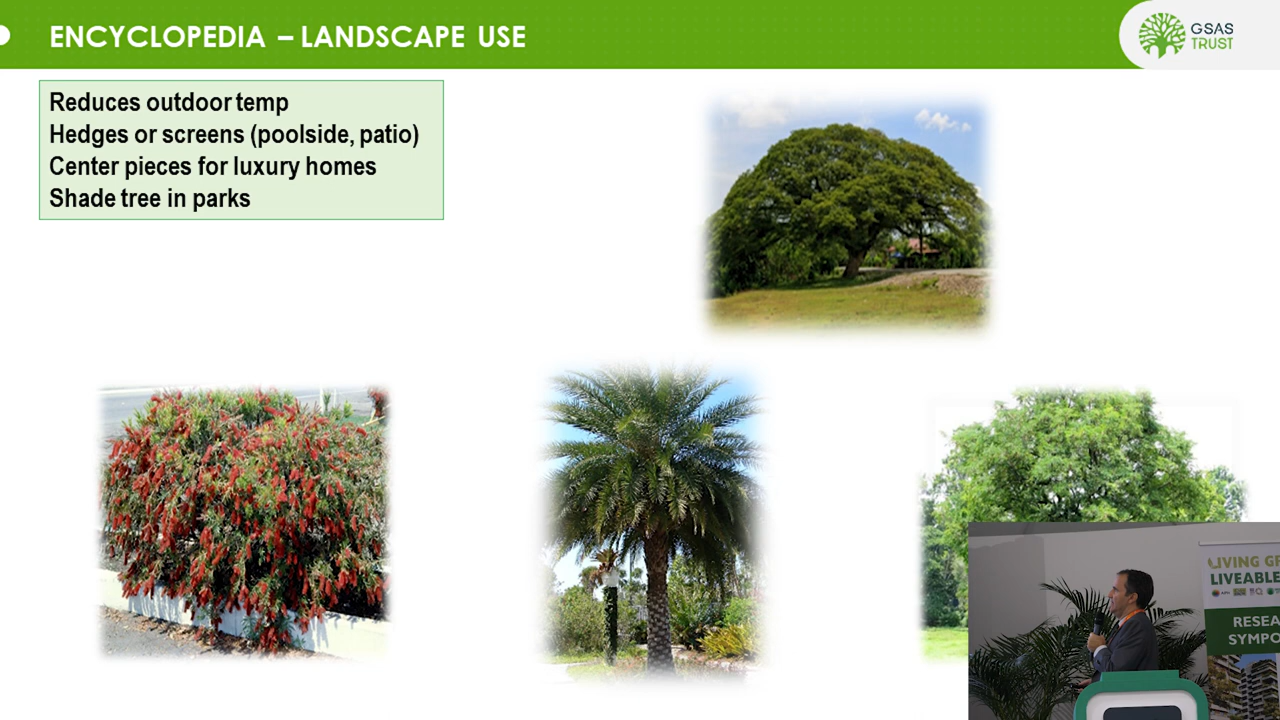 ENCYCLOPEDIA – LANDSCAPE USE
GSAS
TRUST
Reduces outdoor temp
Hedges or screens (poolside, patio)
Center pieces for luxury homes
Shade tree in parks
LIVING GR
LIVEABLE
RESEA
SYMPO